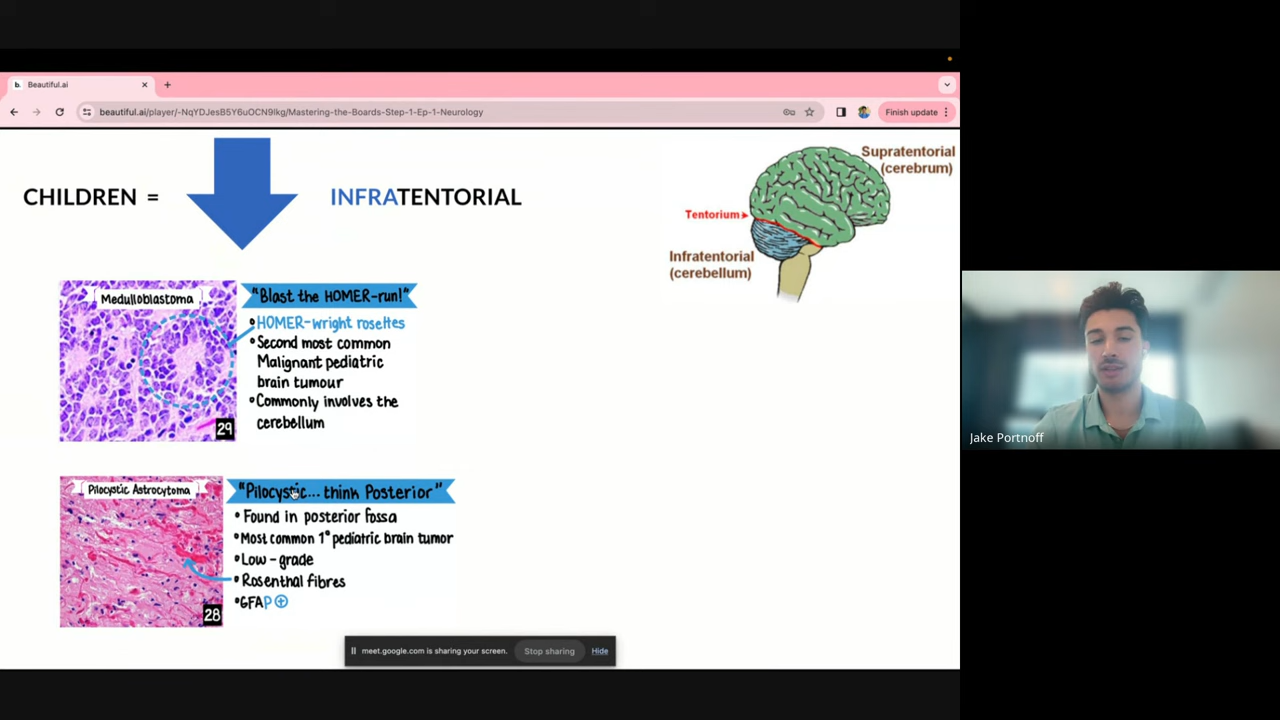 Beautiful.ai
beautiful.ai/player/-NqYDJesB5Y6uOCN9lkg/Mastering-the-Boards-Step-1-Ep-1-Neurology
Finish update
CHILDREN =
INFRATENTORIAL
Supratentorial
(cerebrum)
Tentorium
Infratentorial
(cerebellum)
Medulloblastoma
29
"Blast the HOMER-run!"
•HOMER-wright rosettes
•Second most common
Malignant pediatric
brain tumour
•Commonly involves the
cerebellum
Pilocystic Astrocytoma
28
"Pilocystic... think Posterior"
•Found in posterior fossa
•Most common 1° pediatric brain tumor
•Low-grade
•Rosenthal fibres
•GFAP +
meet.google.com is sharing your screen.
Stop sharing
Hide
Jake Portnoff